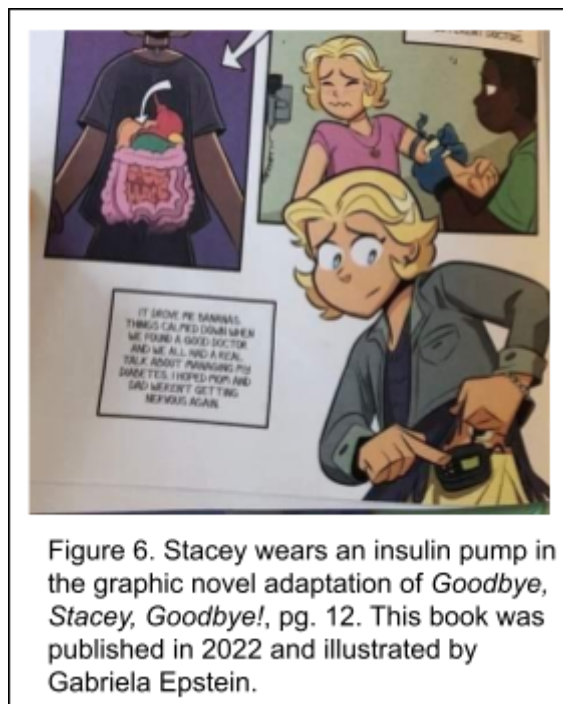 DIFFERENT DOCTORS.
IT DROVE ME BANANAS.
THINGS CALMED DOWN WHEN
WE FOUND A GOOD DOCTOR
AND WE ALL HAD A REAL
TALK ABOUT MANAGING MY
DIABETES. I HOPED MOM AND
DAD WEREN'T GETTING
NERVOUS AGAIN.
Figure 6. Stacey wears an insulin pump in
the graphic novel adaptation of Goodbye,
Stacey, Goodbye!, pg. 12. This book was
published in 2022 and illustrated by
Gabriela Epstein.